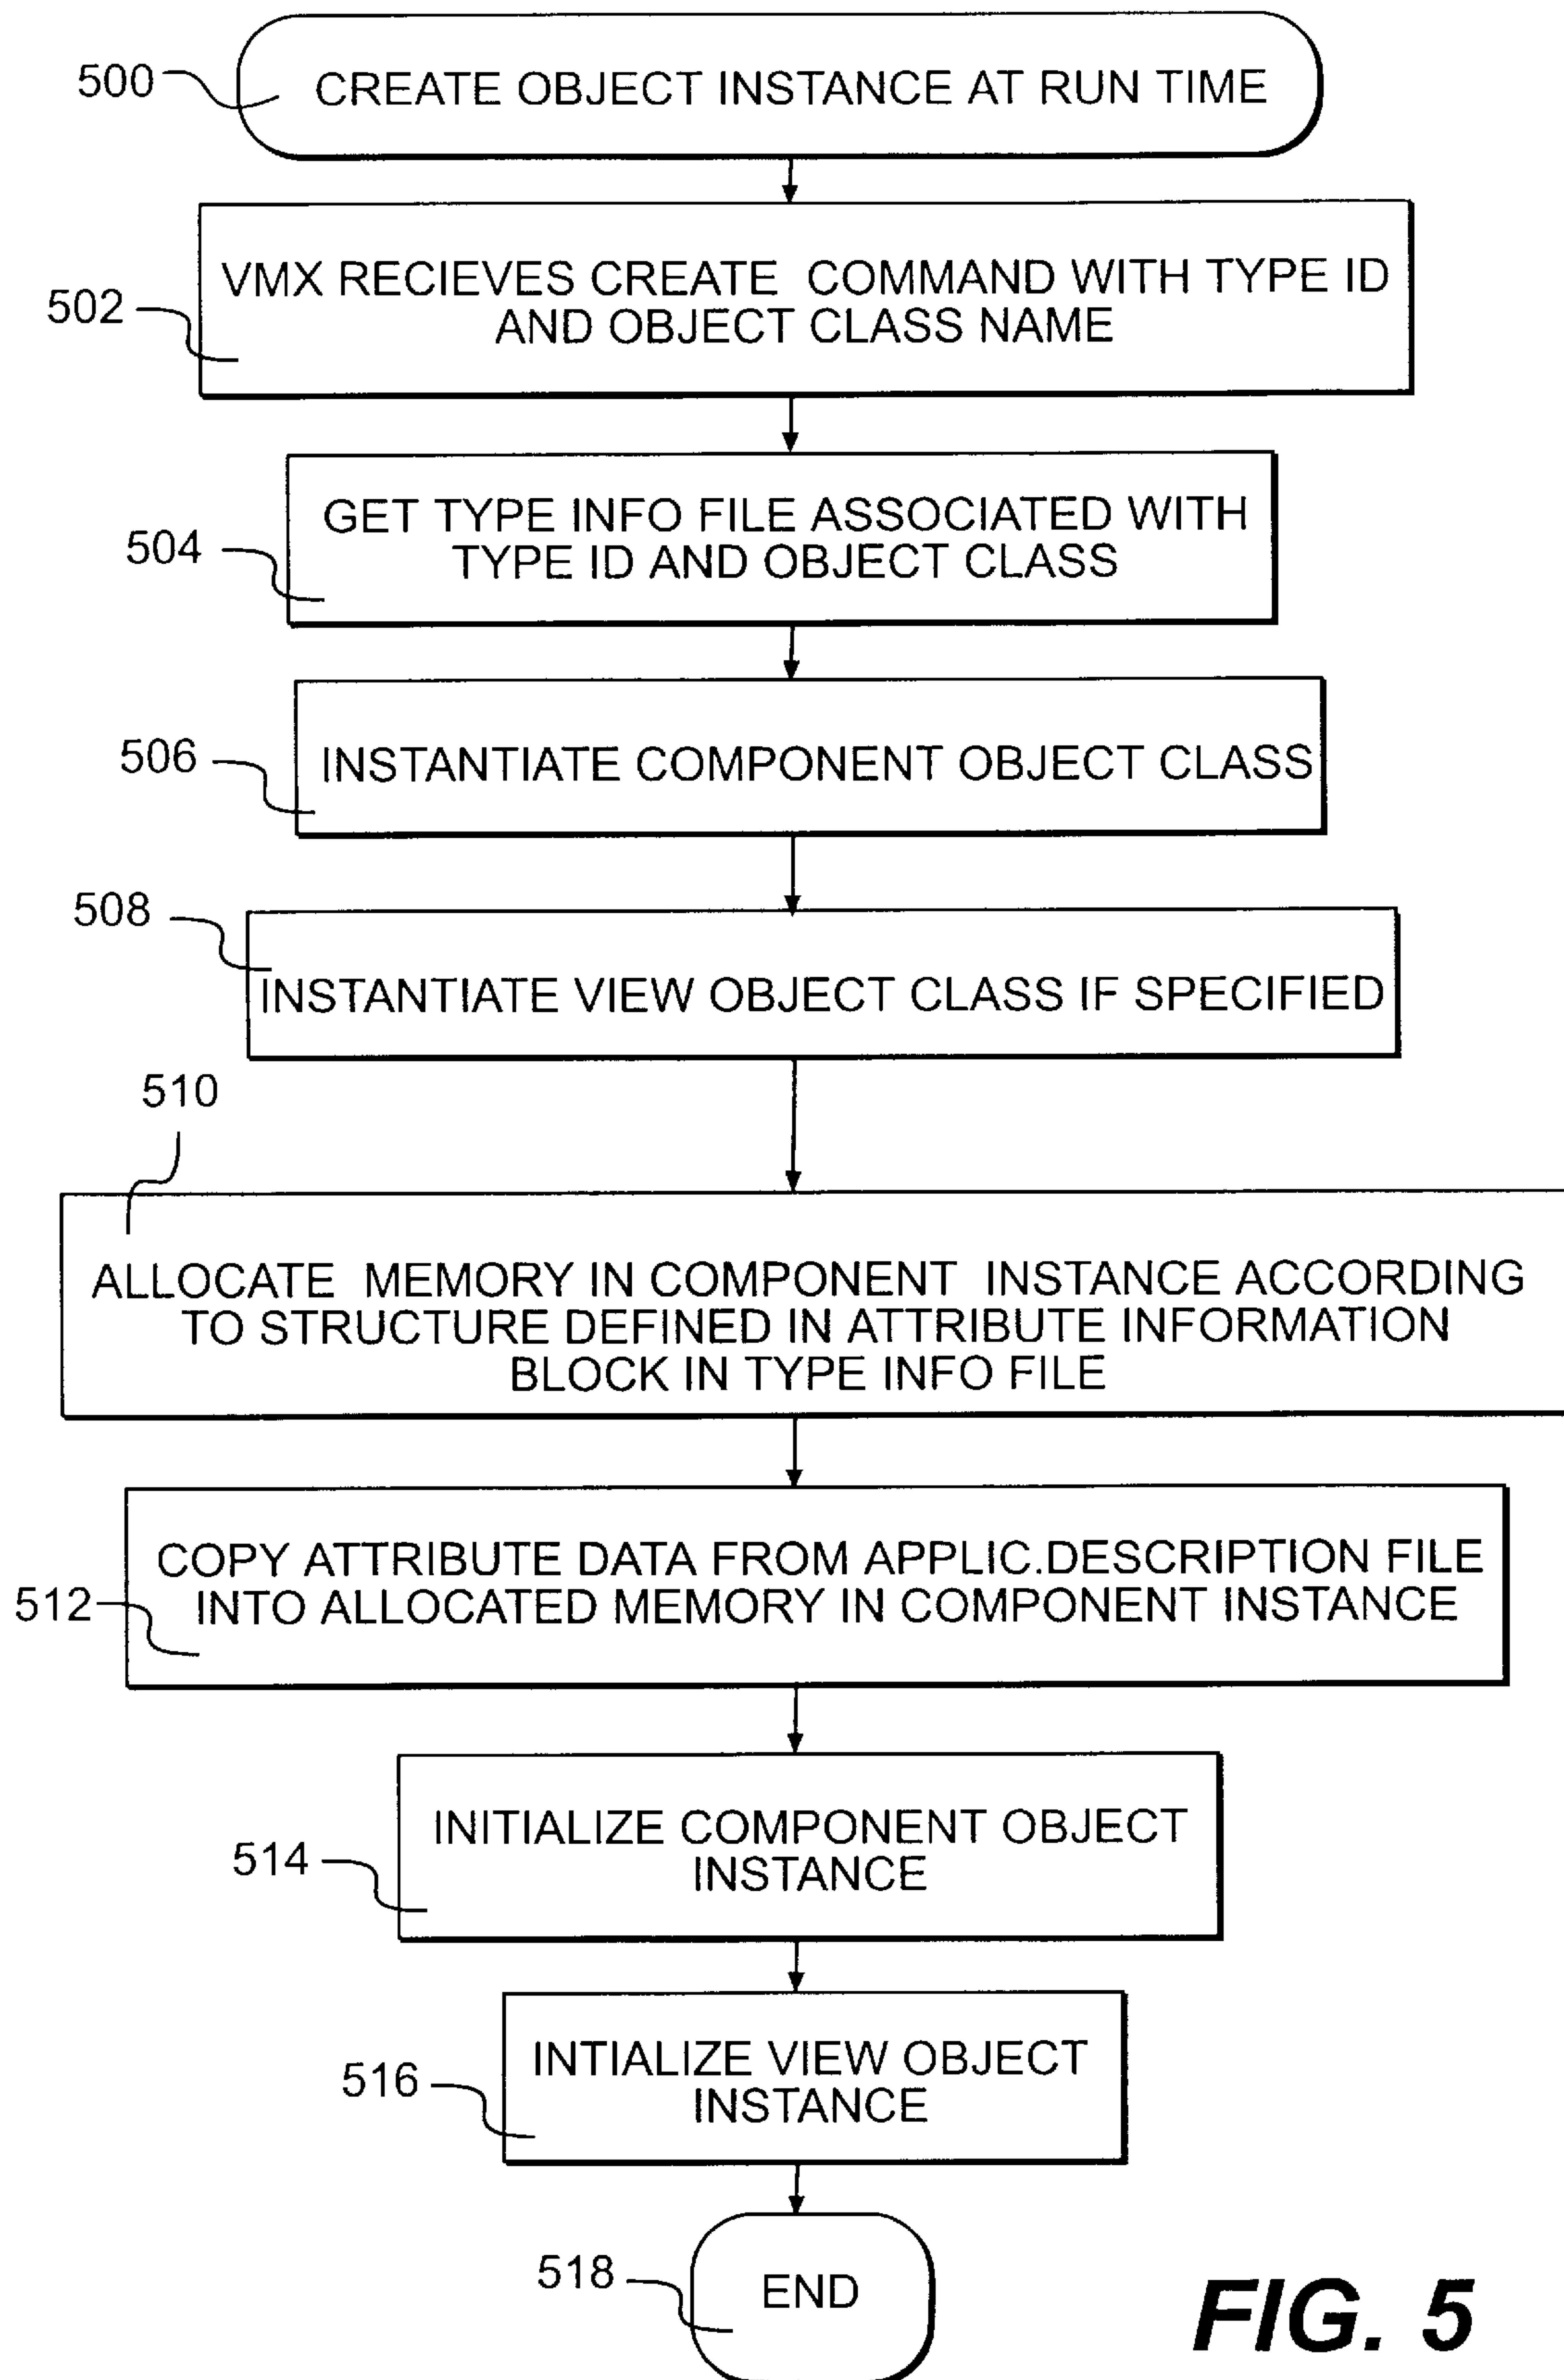 500
CREATE OBJECT INSTANCE AT RUN TIME
502
VMX RECIEVES CREATE COMMAND WITH TYPE ID
AND OBJECT CLASS NAME
504
GET TYPE INFO FILE ASSOCIATED WITH
TYPE ID AND OBJECT CLASS
506
INSTANTIATE COMPONENT OBJECT CLASS
508
INSTANTIATE VIEW OBJECT CLASS IF SPECIFIED
510
ALLOCATE MEMORY IN COMPONENT INSTANCE ACCORDING
TO STRUCTURE DEFINED IN ATTRIBUTE INFORMATION
BLOCK IN TYPE INFO FILE
512
COPY ATTRIBUTE DATA FROM APPLIC.DESCRIPTION FILE
INTO ALLOCATED MEMORY IN COMPONENT INSTANCE
514
INITIALIZE COMPONENT OBJECT
INSTANCE
516
INTIALIZE VIEW OBJECT
INSTANCE
518
END
FIG. 5